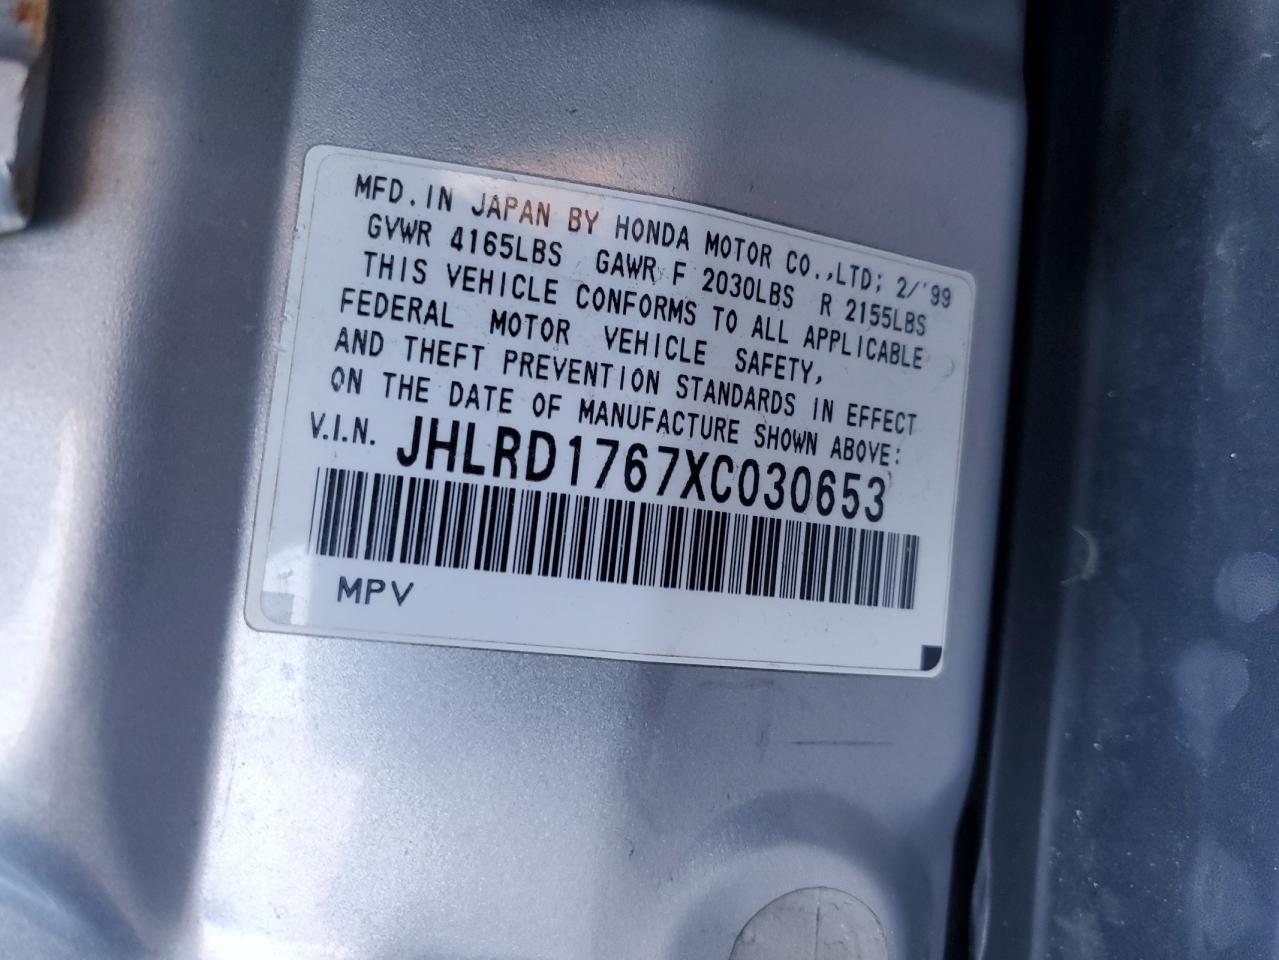 MFD. IN JAPAN BY HONDA MOTOR CO.,LTD; 2/'99
GVWR 4165LBS GAWR F 2030LBS R 2155LBS
THIS VEHICLE CONFORMS TO ALL APPLICABLE
FEDERAL MOTOR VEHICLE SAFETY,
AND THEFT PREVENTION STANDARDS IN EFFECT
ON THE DATE OF MANUFACTURE SHOWN ABOVE:
V.I.N. JHLRD1767XC030653
MPV